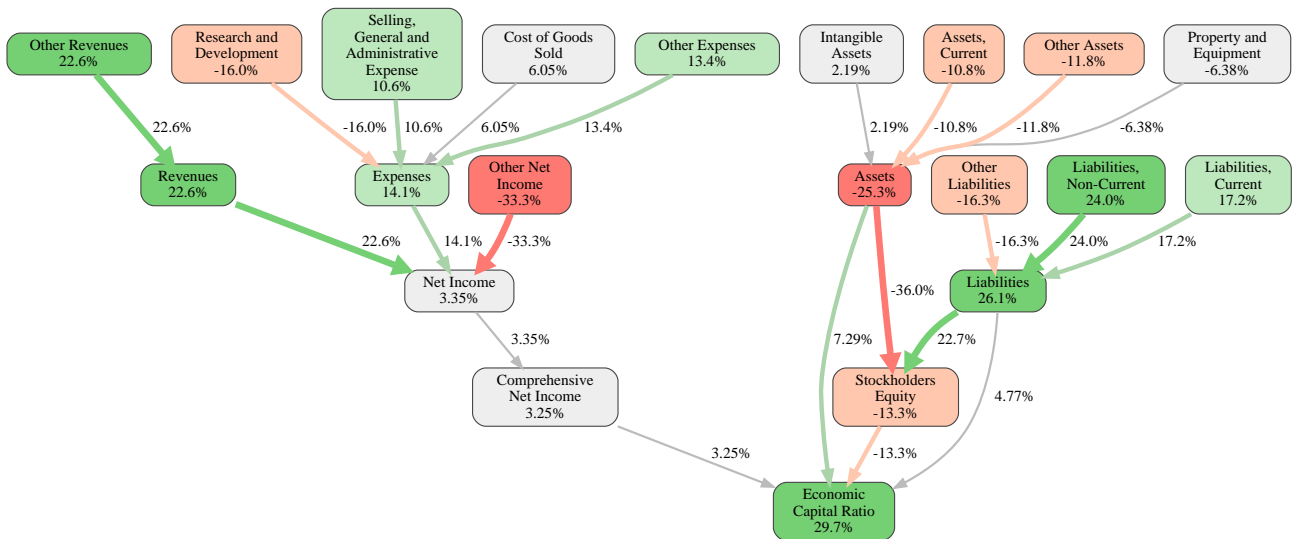 Other Revenues
22.6%
Research and
Development
-16.0%
Selling,
General and
Administrative
Expense
10.6%
Cost of Goods
Sold
6.05%
Other Expenses
13.4%
Intangible
Assets
2.19%
Assets,
Current
-10.8%
Other Assets
-11.8%
Property and
Equipment
-6.38%
22.6%
-16.0%
10.6%
6.05%
13.4%
2.19%
-10.8%
-11.8%
-6.38%
Revenues
22.6%
Expenses
14.1%
Other Net
Income
-33.3%
Assets
-25.3%
Other
Liabilities
-16.3%
Liabilities,
Non-Current
24.0%
Liabilities,
Current
17.2%
22.6%
14.1%
-33.3%
-16.3%
24.0%
17.2%
Net Income
3.35%
-36.0%
Liabilities
26.1%
3.35%
7.29%
22.7%
Comprehensive
Net Income
3.25%
Stockholders
Equity
-13.3%
4.77%
3.25%
-13.3%
Economic
Capital Ratio
29.7%